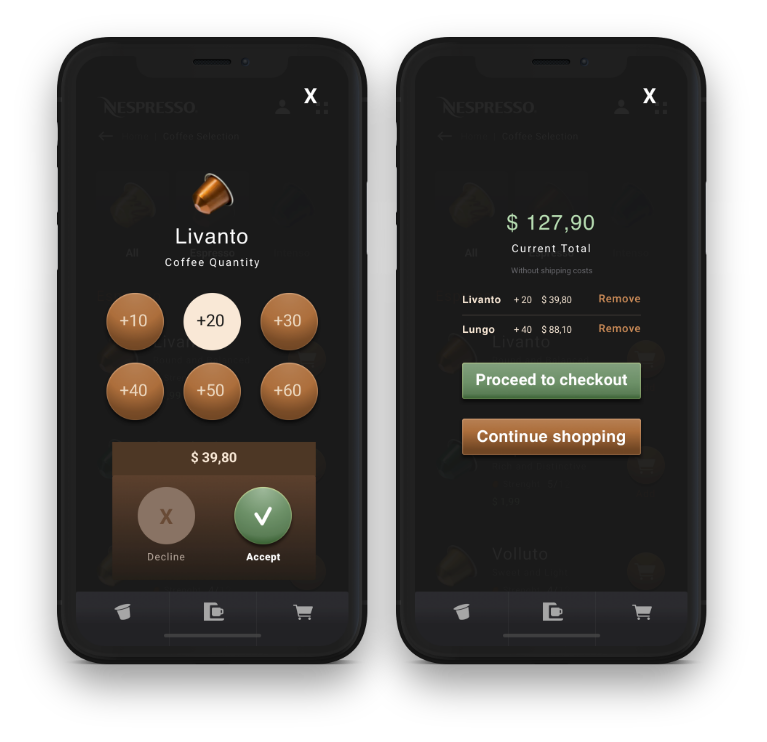 X
NESPRESSO
Coffee Selection
Livanto
Coffee Quantity
All
+10
+20
+30
+40
+50
+60
Livanto
$ 39,80
X
Decline
Accept
X
NESPRESSO
Coffee Selection
$ 127,90
Current Total
All
Without shipping costs
Livanto + 20 $ 39,80 Remove
Lungo + 40 $ 88,10 Remove
Livanto
Proceed to checkout
Continue shopping
Volluto